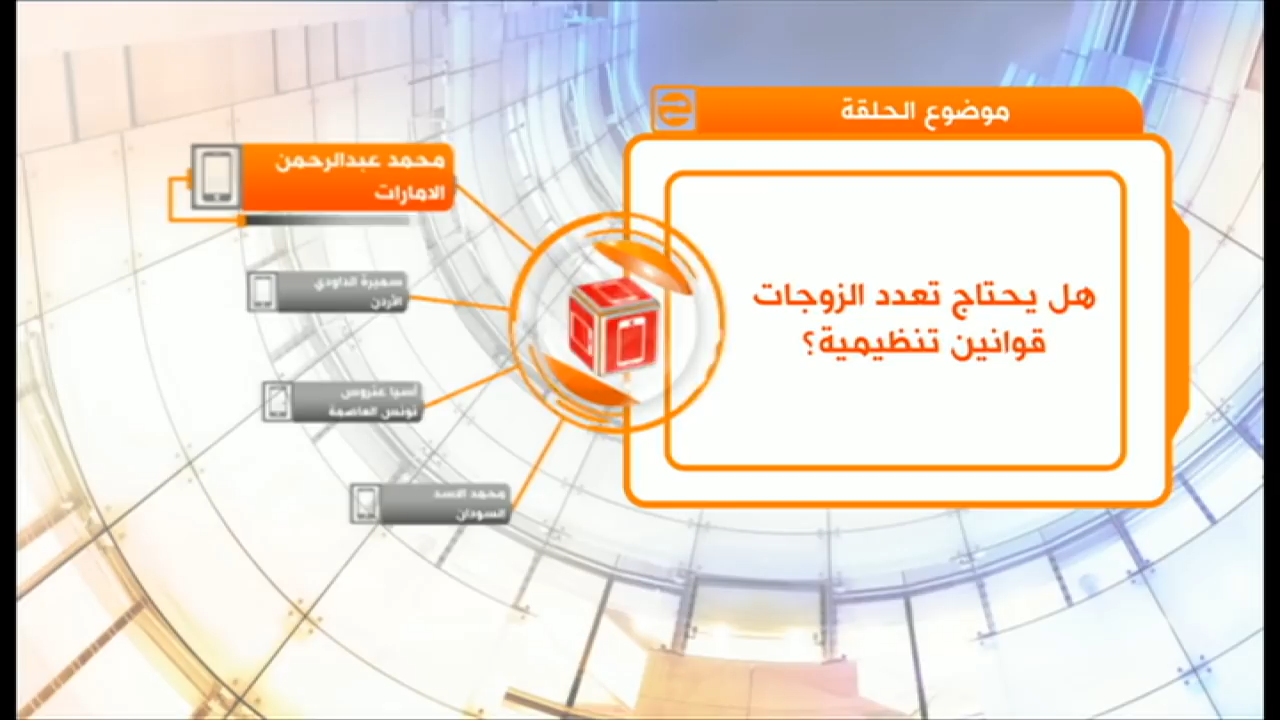 موضوع الحلقة
هل يحتاج تعدد الزوجات
قوانين تنظيمية؟
محمد عبدالرحمن
الامارات
سميرة الداودي
الأردن
آسيا عتروس
تونس العاصمة
محمد الاسد
السودان